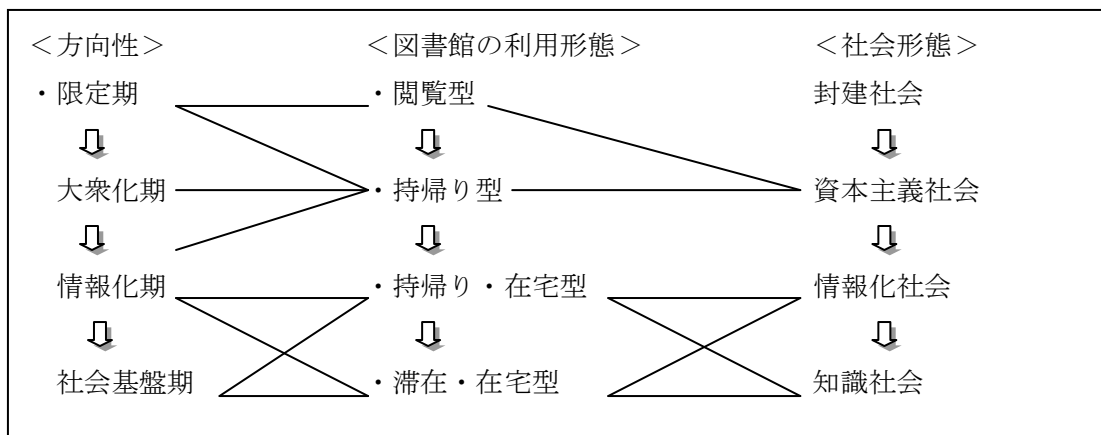 ＜方向性＞ ＜図書館の利用形態＞ ＜社会形態＞
・限定期 ・閲覧型 封建社会
大衆化期 ・持帰り型 資本主義社会
情報化期 ・持帰り・在宅型 情報化社会
社会基盤期 ・滞在・在宅型 知識社会